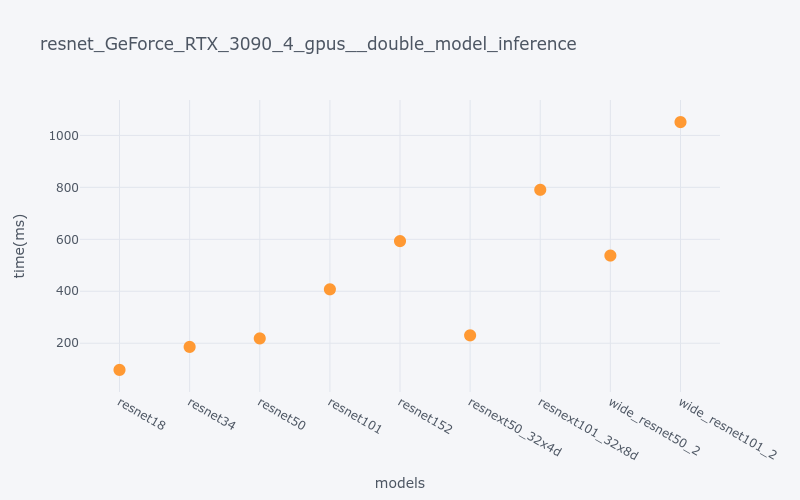 resnet_GeForce_RTX_3090_4_gpus__double_model_inference
time(ms)
1000
800
600
400
200
resnet18
resnet34
resnet50
resnet101
resnet152
resnext50_32x4d
resnext101_32x8d
wide_resnet50_2
wide_resnet101_2
models